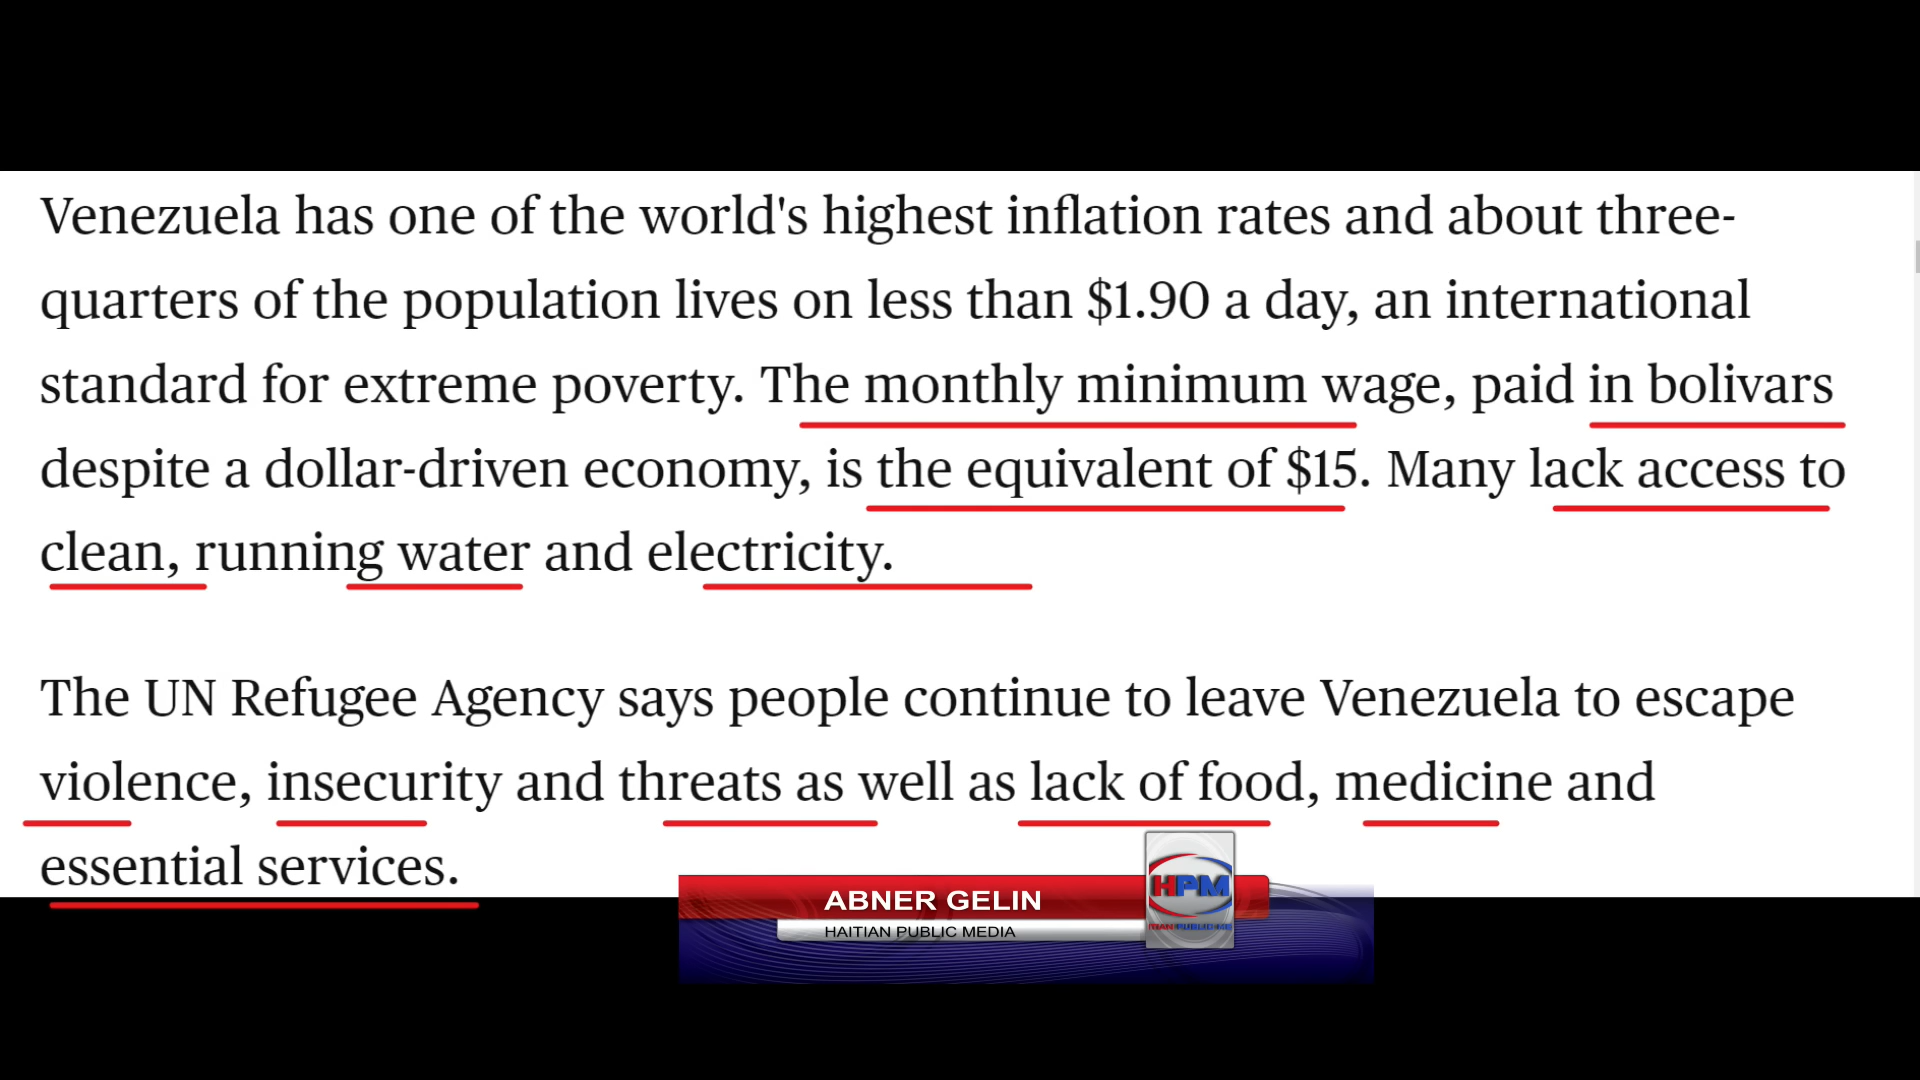 Venezuela has one of the world's highest inflation rates and about three-
quarters of the population lives on less than $1.90 a day, an international
standard for extreme poverty. The monthly minimum wage, paid in bolivars
despite a dollar-driven economy, is the equivalent of $15. Many lack access to
clean, running water and electricity.
The UN Refugee Agency says people continue to leave Venezuela to escape
violence, insecurity and threats as well as lack of food, medicine and
essential services.
ABNER GELIN
HAITIAN PUBLIC MEDIA
HPM